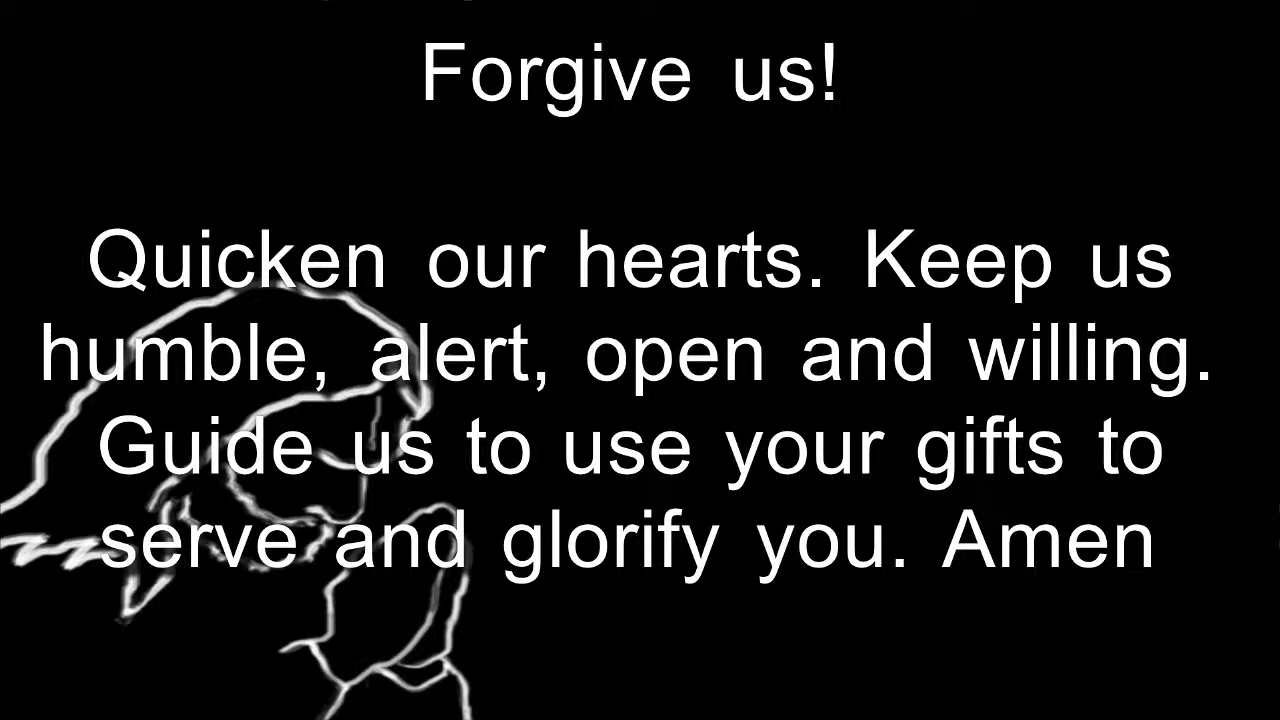 Forgive us!
Quicken our hearts. Keep us
humble, alert, open and willing.
Guide us to use your gifts to
serve and glorify you. Amen